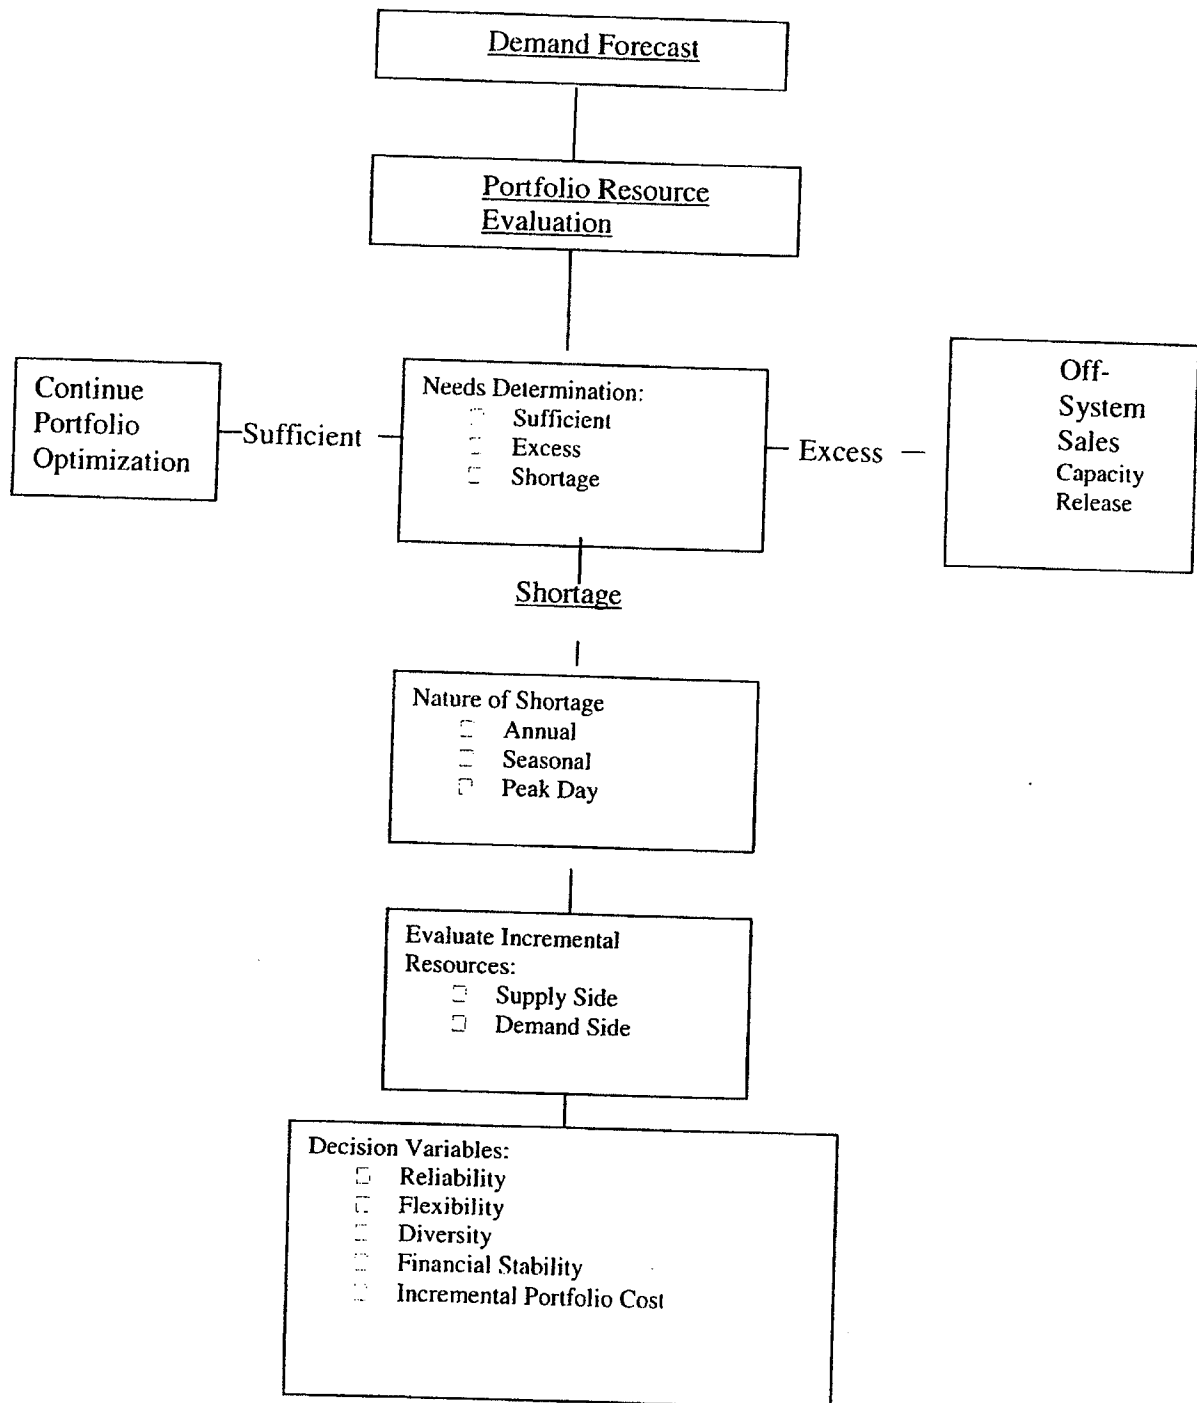 Demand Forecast
Portfolio Resource
Evaluation
Continue
Portfolio
Optimization
Sufficient
Needs Determination:
Sufficient
Excess
Shortage
Excess
Off-
System
Sales
Capacity
Release
Shortage
Nature of Shortage
Annual
Seasonal
Peak Day
Evaluate Incremental
Resources:
Supply Side
Demand Side
Decision Variables:
Reliability
Flexibility
Diversity
Financial Stability
Incremental Portfolio Cost